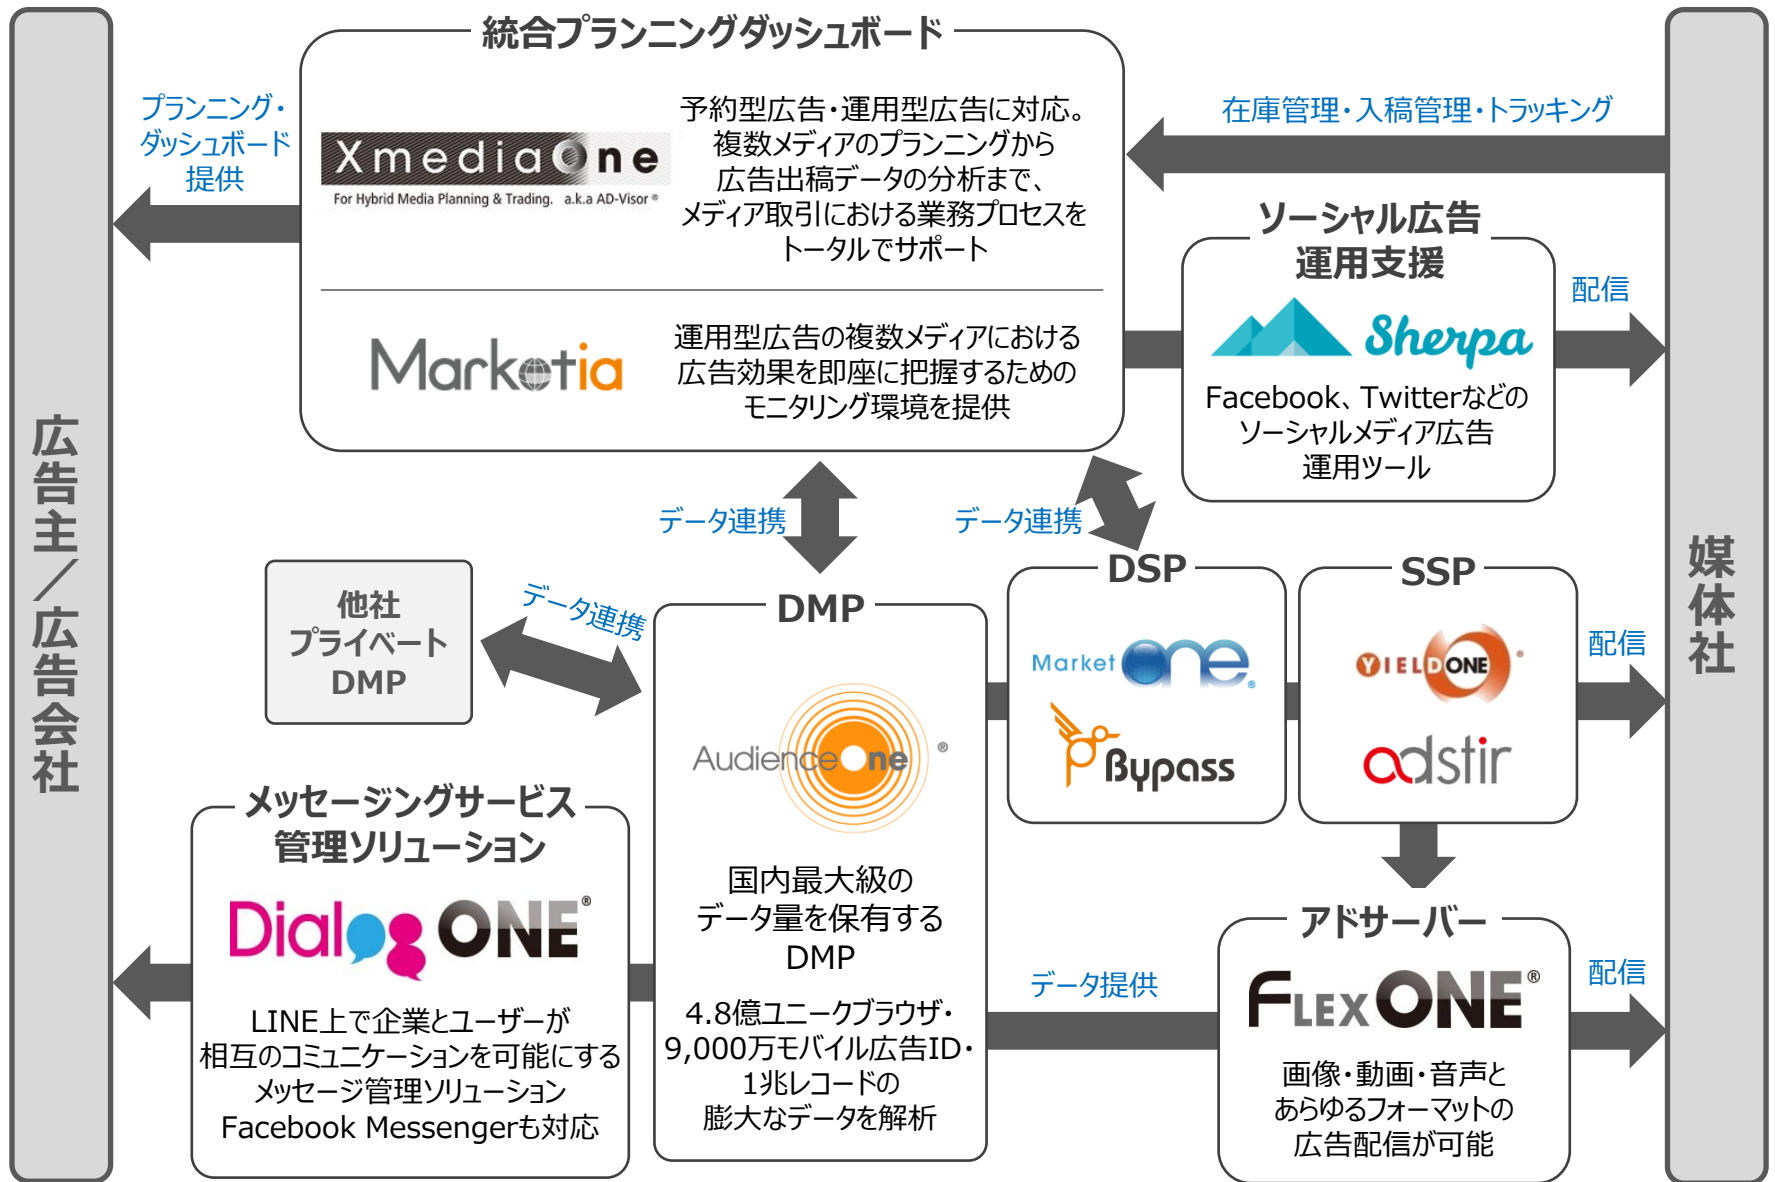 統合プランニングダッシュボード
プランニング・
ダッシュボード
提供
XmediaOne
For Hybrid Media Planning & Trading. a.k.a AD-Visor ®
予約型広告・運用型広告に対応。
複数メディアのプランニングから
広告出稿データの分析まで、
メディア取引における業務プロセスを
トータルでサポート
Marketia
運用型広告の複数メディアにおける
広告効果を即座に把握するための
モニタリング環境を提供
在庫管理・入稿管理・トラッキング
ソーシャル広告
運用支援
Sherpa
Facebook、Twitterなどの
ソーシャルメディア広告
運用ツール
配信
広告主/広告会社
媒体社
データ連携
データ連携
他社
プライベート
DMP
データ連携
DMP
AudienceOne ®
国内最大級の
データ量を保有する
DMP
4.8億ユニークブラウザ・
9,000万モバイル広告ID・
1兆レコードの
膨大なデータを解析
DSP
MarketOne ®
Bypass
SSP
YIELDONE ®
adstir
配信
メッセージングサービス
管理ソリューション
DialogONE®
LINE上で企業とユーザーが
相互のコミュニケーションを可能にする
メッセージ管理ソリューション
Facebook Messengerも対応
データ提供
アドサーバー
FLEXONE®
画像・動画・音声と
あらゆるフォーマットの
広告配信が可能
配信